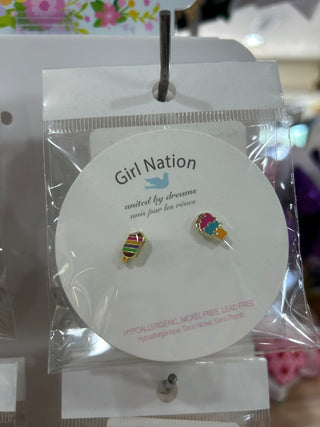 Girl Nation
united by dreams
unis par les rêves
HYPOALLERGENIC, NICKEL FREE, LEAD FREE
Hypoallergénique, Sans Nickel, Sans Plomb